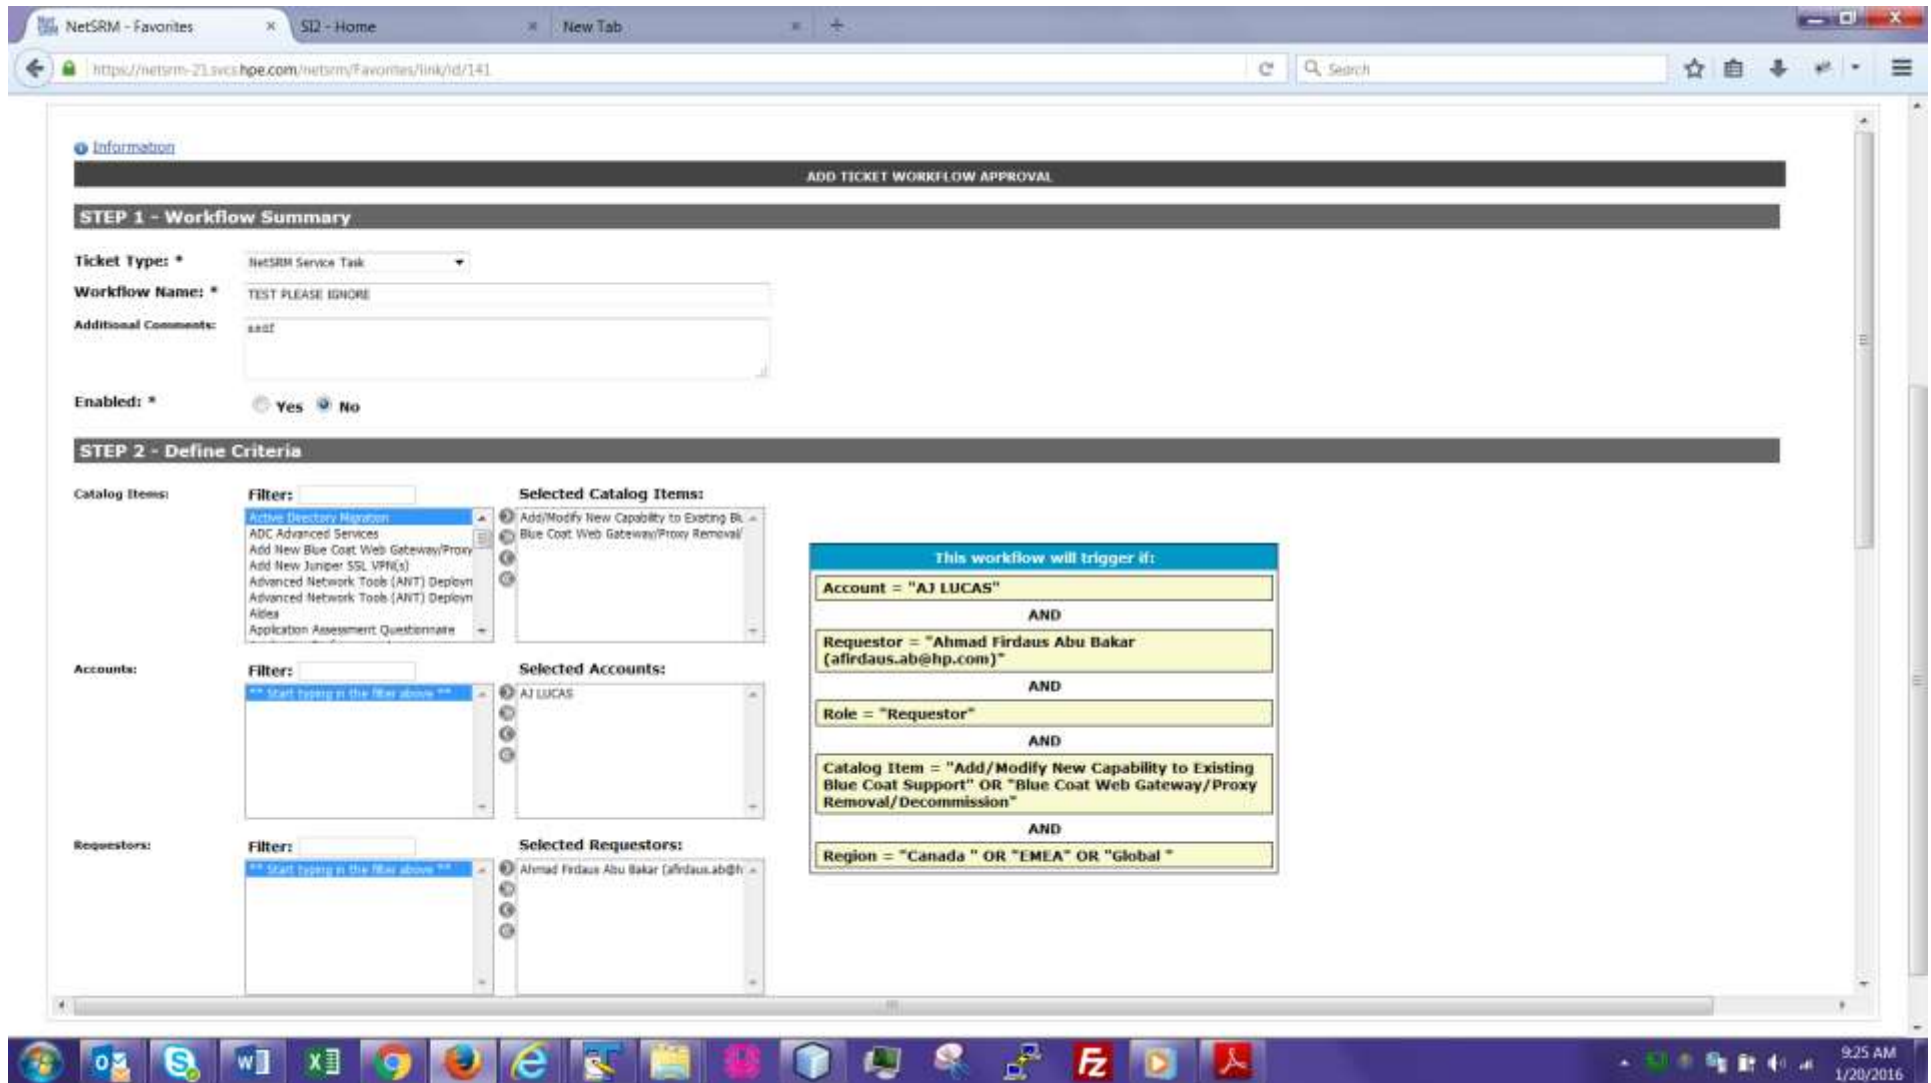 NetSRM - Favorites
SI2 - Home
New Tab
https://netsrm-21.svcs.hpe.com/netsrm/Favorites/link/id/141
Search
Information
ADD TICKET WORKFLOW APPROVAL
STEP 1 - Workflow Summary
Ticket Type: * NetSRM Service Task
Workflow Name: * TEST PLEASE IGNORE
Additional Comments:
Enabled: * Yes No
STEP 2 - Define Criteria
Catalog Items:
Filter:
Active Directory Migration
ADC Advanced Services
Add New Blue Coat Web Gateway/Proxy
Add New Juniper SSL VPN(s)
Advanced Network Tools (ANT) Deploym
Advanced Network Tools (ANT) Deploym
Aldea
Application Assessment Questionnaire
Selected Catalog Items:
Add/Modify New Capability to Existing Bl
Blue Coat Web Gateway/Proxy Removal/
Accounts:
Filter:
** Start typing in the filter above **
Selected Accounts:
AJ LUCAS
Requestors:
Filter:
** Start typing in the filter above **
Selected Requestors:
Ahmad Firdaus Abu Bakar (afirdaus.ab@h
This workflow will trigger if:
Account = "AJ LUCAS"
AND
Requestor = "Ahmad Firdaus Abu Bakar
(afirdaus.ab@hp.com)"
AND
Role = "Requestor"
AND
Catalog Item = "Add/Modify New Capability to Existing
Blue Coat Support" OR "Blue Coat Web Gateway/Proxy
Removal/Decommission"
AND
Region = "Canada " OR "EMEA" OR "Global "
9:25 AM
1/20/2016